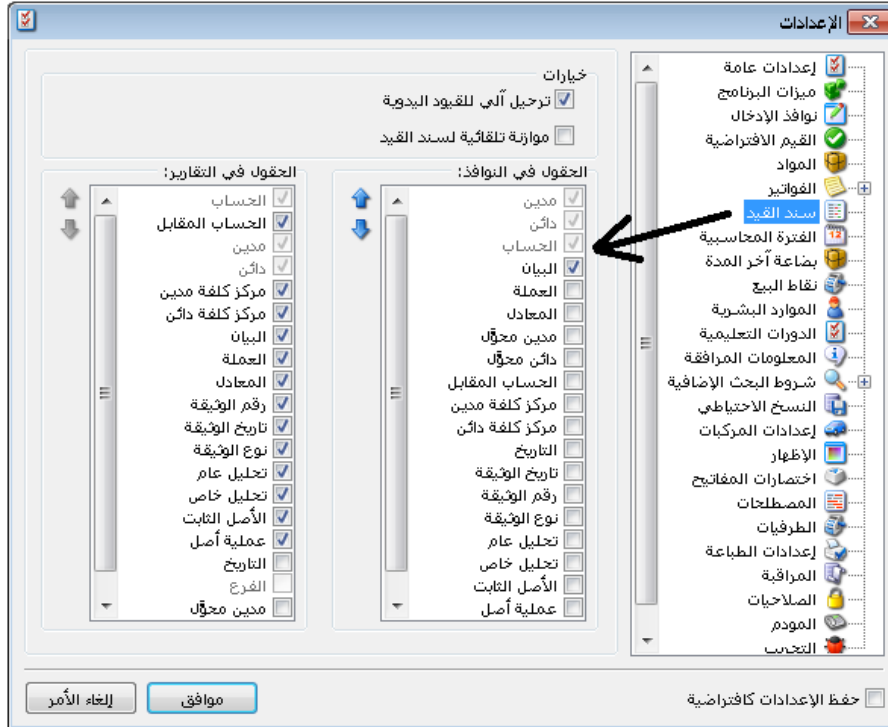 الإعدادات
إعدادات عامة
ميزات البرنامج
نوافذ الإدخال
القيم الافتراضية
المواد
الفواتير
سند القيد
الفترة المحاسبية
12
بضاعة آخر المدة
نقاط البيع
الموارد البشرية
الدورات التعليمية
المعلومات المرافقة
شروط البحث الإضافية
النسخ الاحتياطي
إعدادات المركبات
الإظهار
اختصارات المفاتيح
المصطلحات
الطرفيات
إعدادات الطباعة
المراقبة
الصلاحيات
المودم
التخريب
خيارات
ترحيل آلي للقيود اليدوية
موازنة تلقائية لسند القيد
الحقول في النوافذ:
مدين
دائن
الحساب
البيان
العملة
المعادل
مدين محوَّل
دائن محوَّل
الحساب المقابل
مركز كلفة مدين
مركز كلفة دائن
التاريخ
تاريخ الوثيقة
رقم الوثيقة
نوع الوثيقة
تحليل عام
تحليل خاص
الأصل الثابت
عملية أصل
الحقول في التقارير:
الحساب
الحساب المقابل
مدين
دائن
مركز كلفة مدين
مركز كلفة دائن
البيان
العملة
المعادل
رقم الوثيقة
تاريخ الوثيقة
نوع الوثيقة
تحليل عام
تحليل خاص
الأصل الثابت
عملية أصل
التاريخ
الفرع
مدين محوَّل
حفظ الإعدادات كافتراضية
موافق
إلغاء الأمر